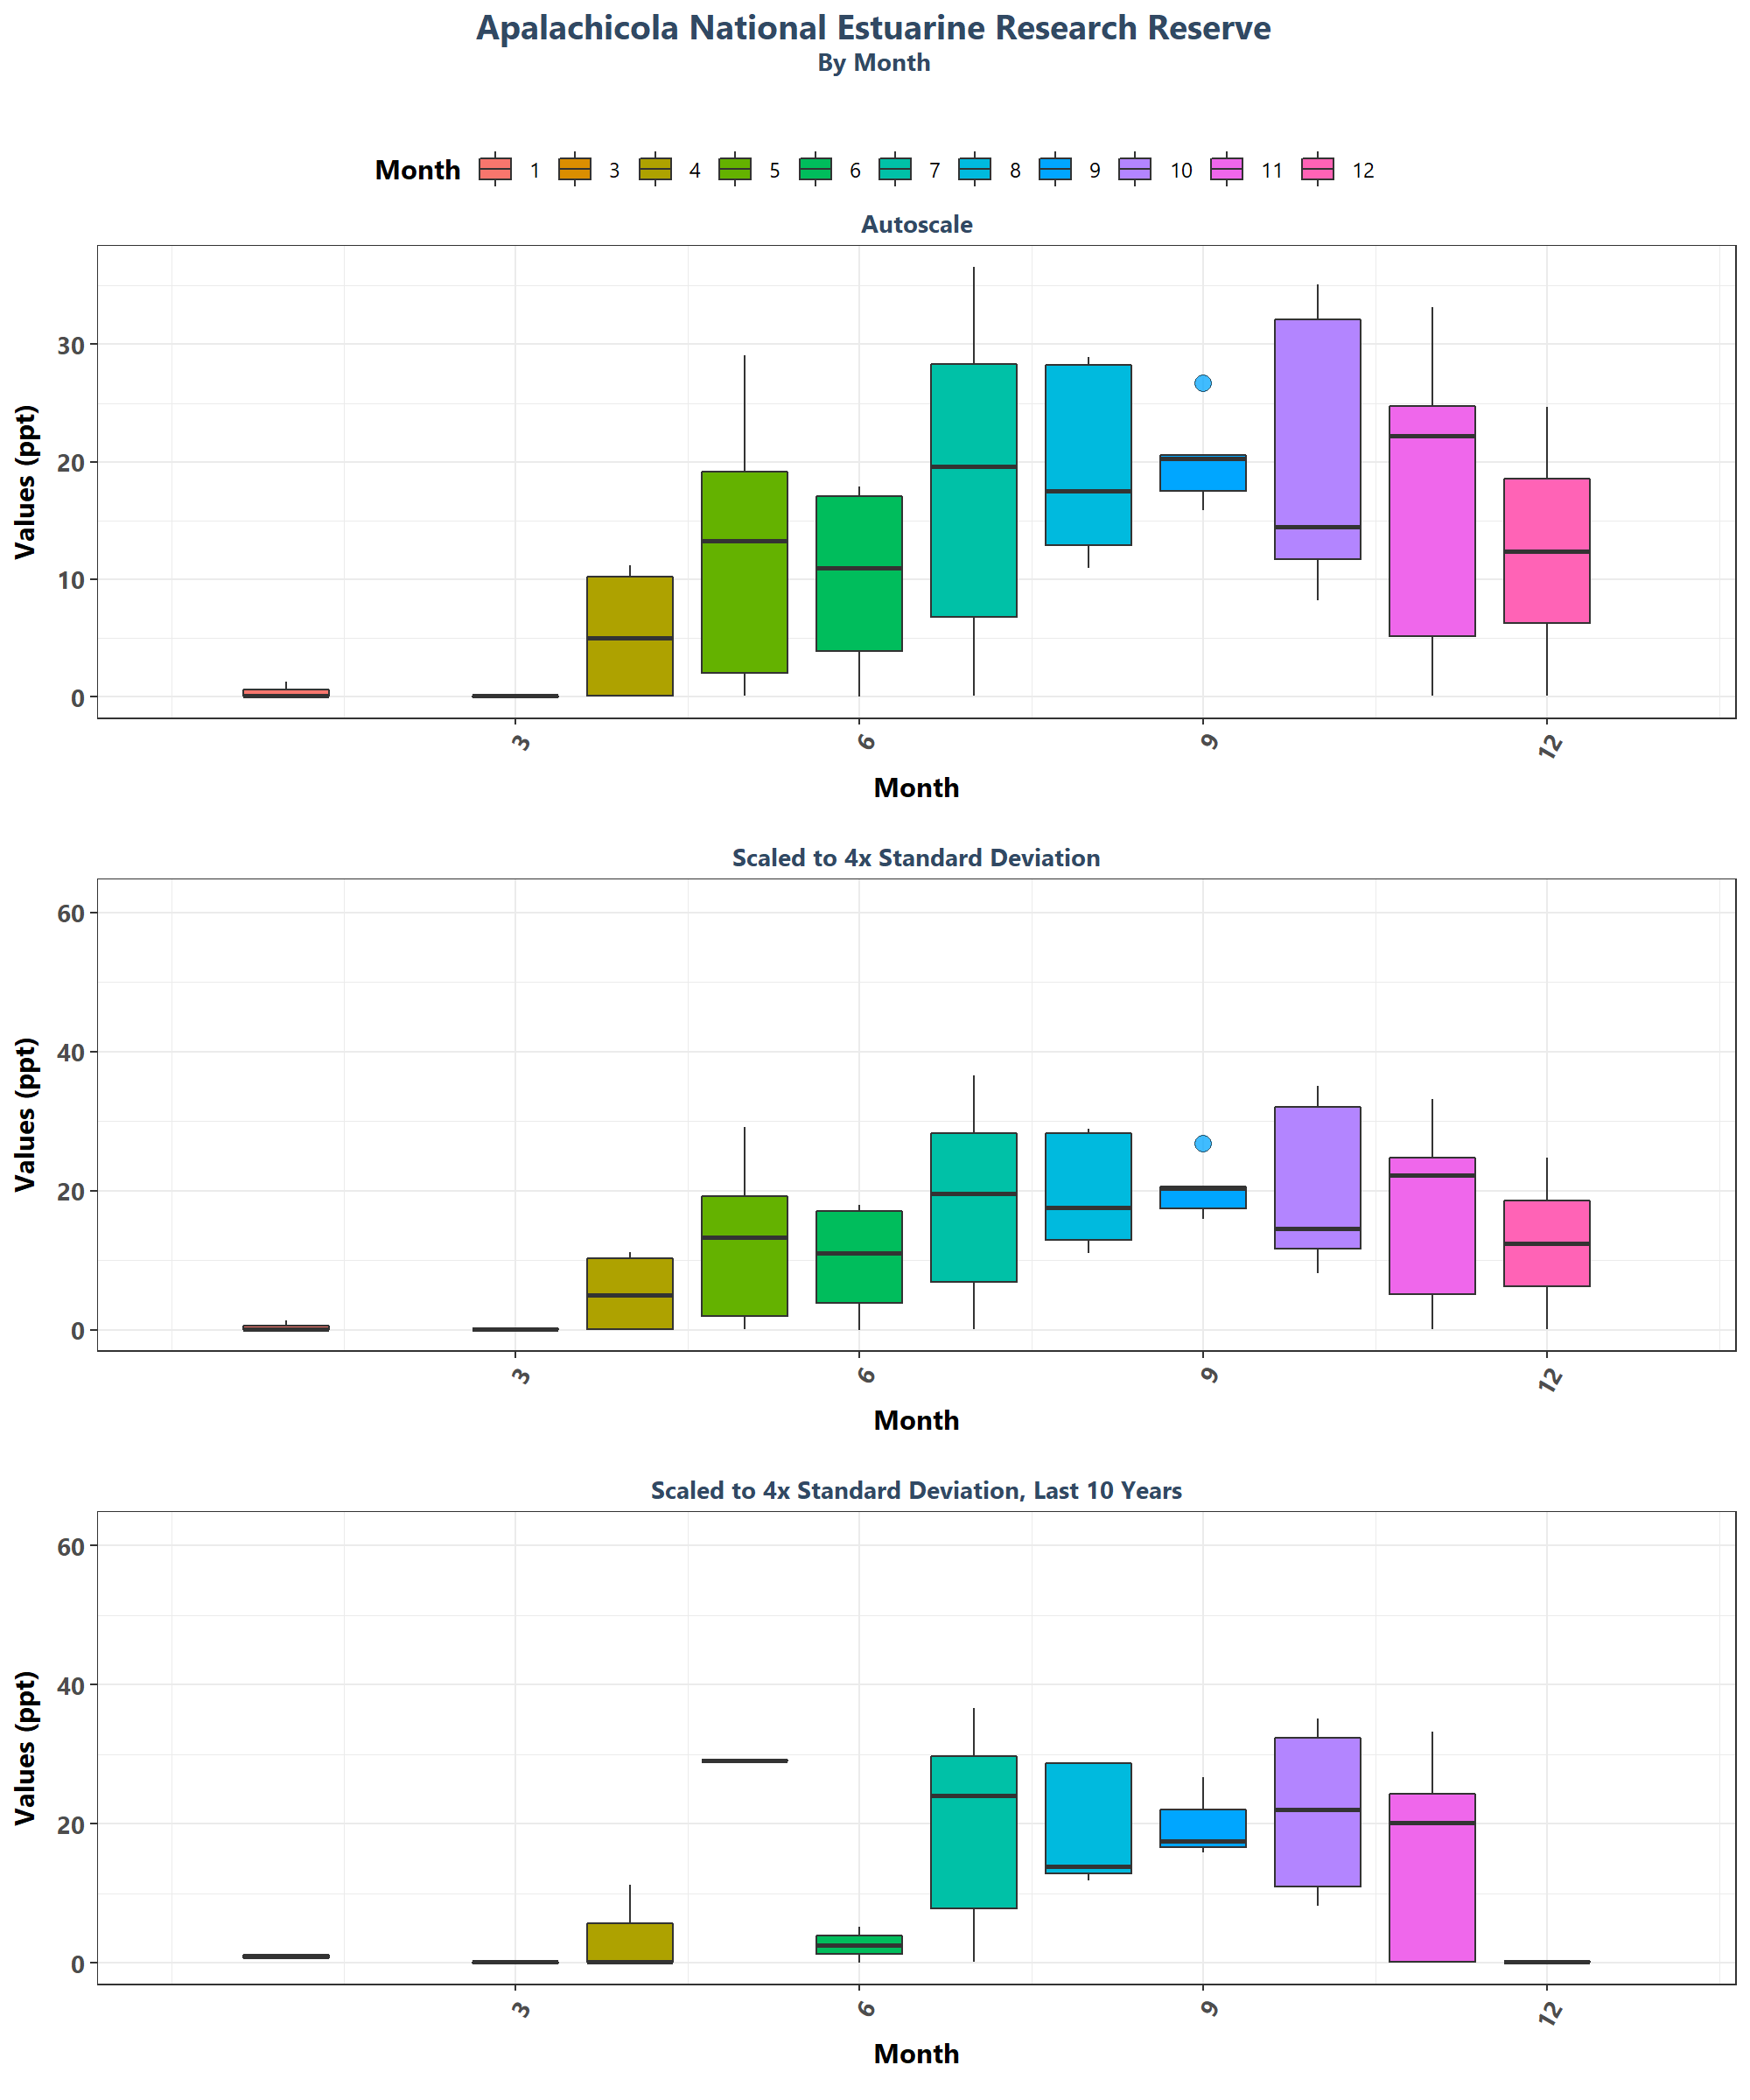 Apalachicola National Estuarine Research Reserve
By Month
Month 1 3 4 5 6 7 8 9 10 11 12
Autoscale
Values (ppt)
30
20
10
0
3 6 9 12
Month
Scaled to 4x Standard Deviation
Values (ppt)
60
40
20
0
3 6 9 12
Month
Scaled to 4x Standard Deviation, Last 10 Years
Values (ppt)
60
40
20
0
3 6 9 12
Month